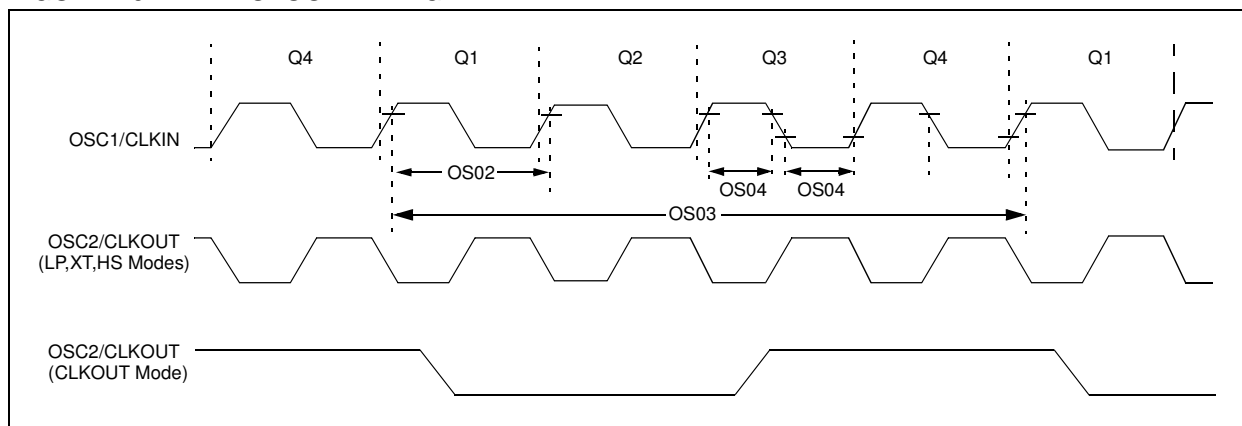 Q4 Q1 Q2 Q3 Q4 Q1
OSC1/CLKIN
OS02
OS04 OS04
OS03
OSC2/CLKOUT
(LP,XT,HS Modes)
OSC2/CLKOUT
(CLKOUT Mode)